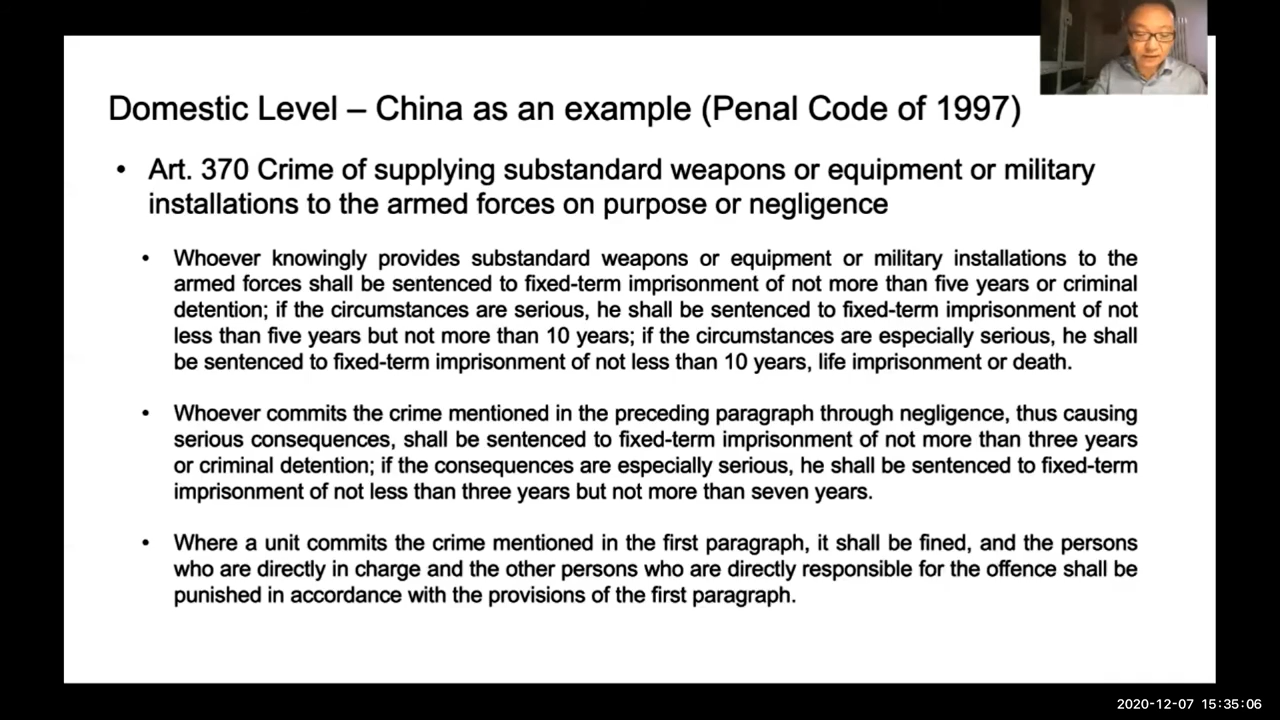 Domestic Level – China as an example (Penal Code of 1997)
• Art. 370 Crime of supplying substandard weapons or equipment or military
installations to the armed forces on purpose or negligence
• Whoever knowingly provides substandard weapons or equipment or military installations to the
armed forces shall be sentenced to fixed-term imprisonment of not more than five years or criminal
detention; if the circumstances are serious, he shall be sentenced to fixed-term imprisonment of not
less than five years but not more than 10 years; if the circumstances are especially serious, he shall
be sentenced to fixed-term imprisonment of not less than 10 years, life imprisonment or death.
• Whoever commits the crime mentioned in the preceding paragraph through negligence, thus causing
serious consequences, shall be sentenced to fixed-term imprisonment of not more than three years
or criminal detention; if the consequences are especially serious, he shall be sentenced to fixed-term
imprisonment of not less than three years but not more than seven years.
• Where a unit commits the crime mentioned in the first paragraph, it shall be fined, and the persons
who are directly in charge and the other persons who are directly responsible for the offence shall be
punished in accordance with the provisions of the first paragraph.
2020-12-07 15:35:06